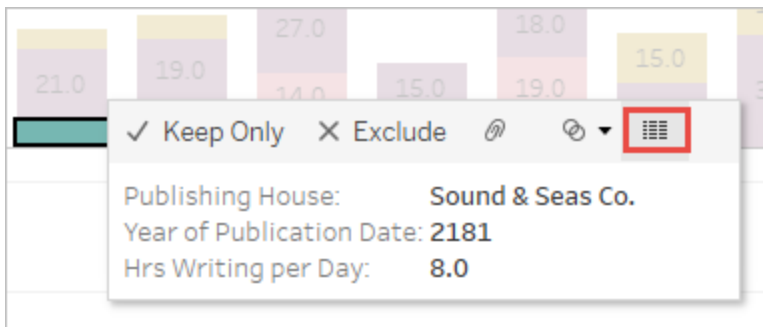 27.0 18.0
21.0 19.0 15.0
14.0 15.0 19.0
Keep Only Exclude
Publishing House: Sound & Seas Co.
Year of Publication Date: 2181
Hrs Writing per Day: 8.0